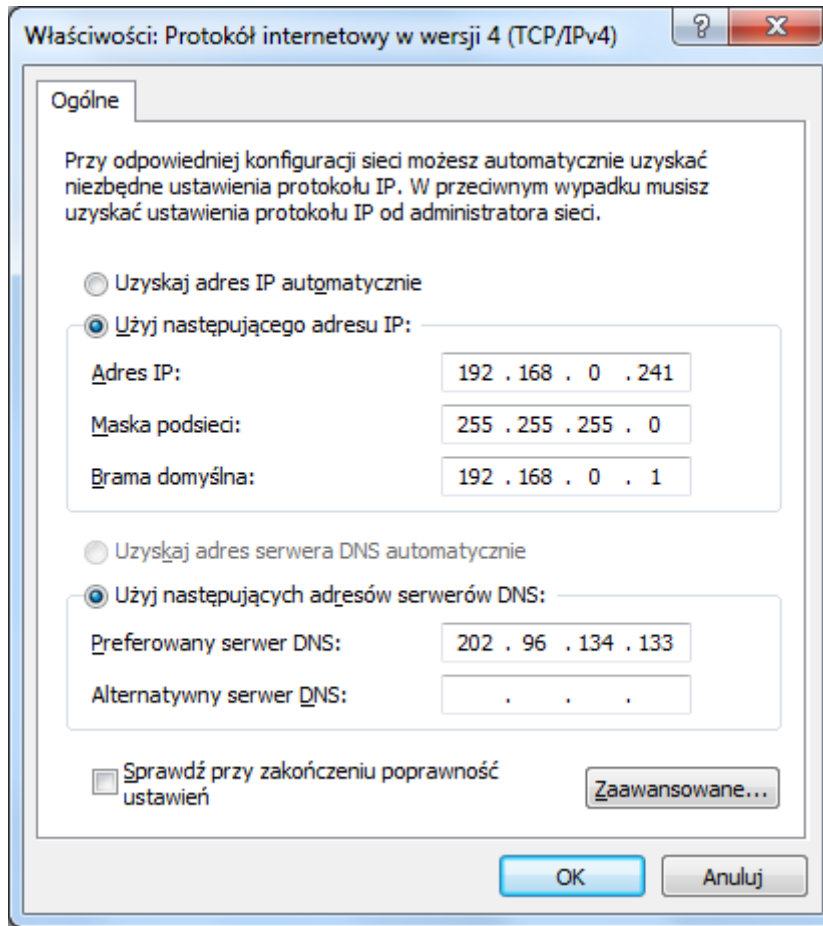 Właściwości: Protokół internetowy w wersji 4 (TCP/IPv4)
Ogólne
Przy odpowiedniej konfiguracji sieci możesz automatycznie uzyskać
niezbędne ustawienia protokołu IP. W przeciwnym wypadku musisz
uzyskać ustawienia protokołu IP od administratora sieci.
Uzyskaj adres IP automatycznie
Użyj następującego adresu IP:
Adres IP: 192 . 168 . 0 . 241
Maska podsieci: 255 . 255 . 255 . 0
Brama domyślna: 192 . 168 . 0 . 1
Uzyskaj adres serwera DNS automatycznie
Użyj następujących adresów serwerów DNS:
Preferowany serwer DNS: 202 . 96 . 134 . 133
Alternatywny serwer DNS: . . .
Sprawdź przy zakończeniu poprawność
ustawień
Zaawansowane...
OK Anuluj